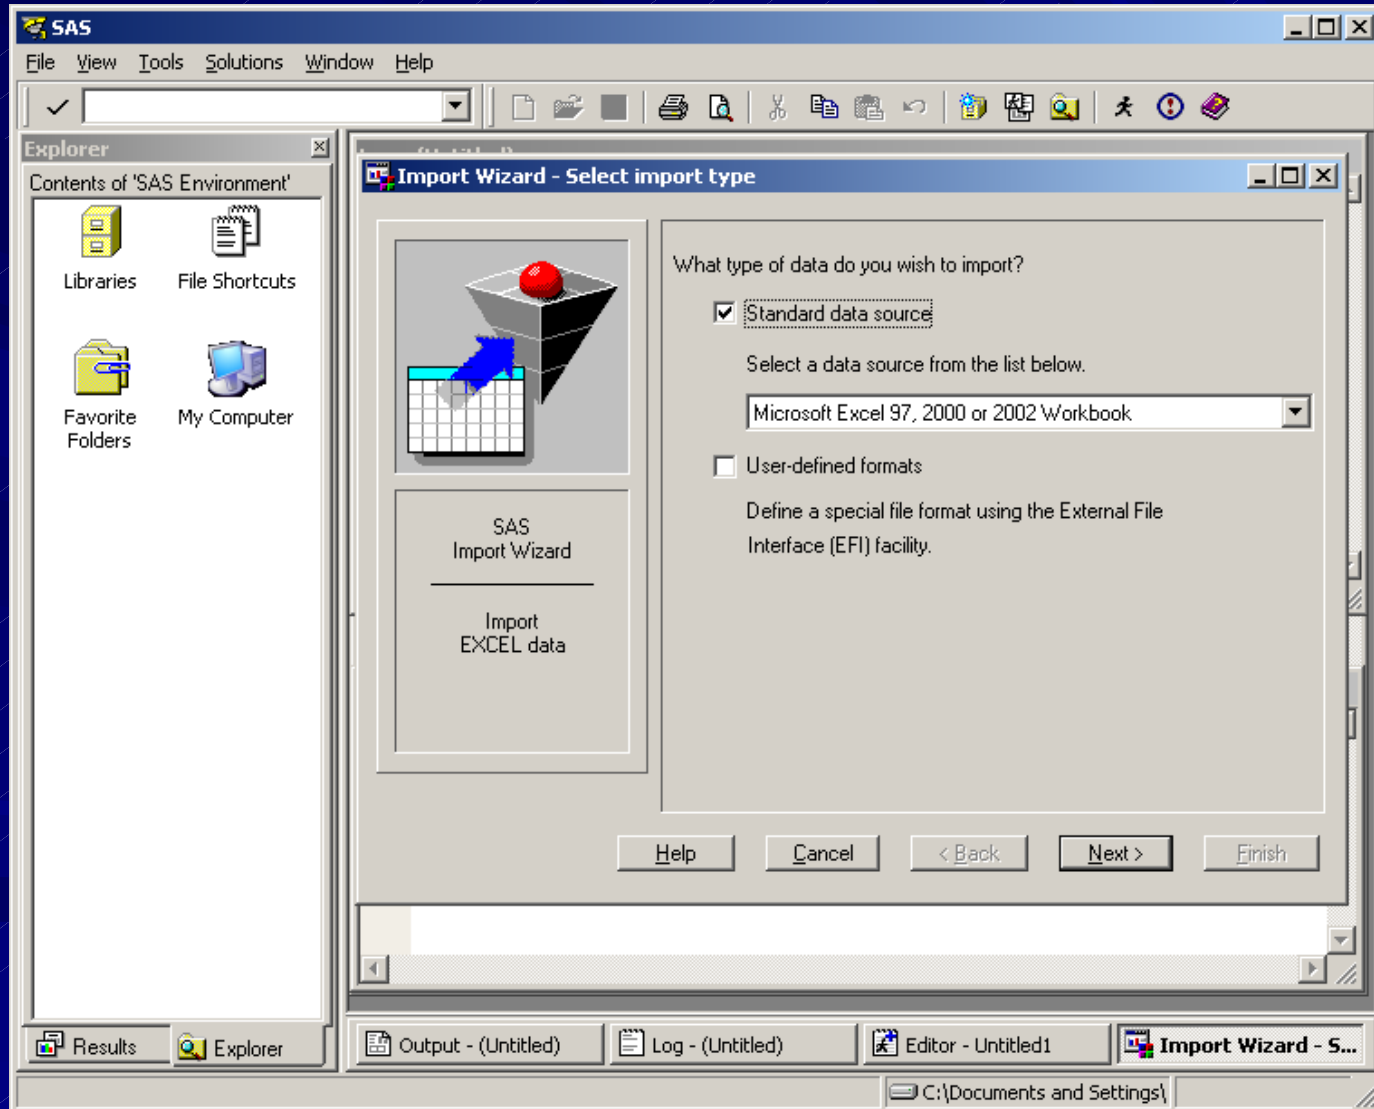 SAS
File View Tools Solutions Window Help
Explorer
Contents of 'SAS Environment'
Libraries
File Shortcuts
Favorite
Folders
My Computer
Import Wizard - Select import type
What type of data do you wish to import?
Standard data source
Select a data source from the list below.
Microsoft Excel 97, 2000 or 2002 Workbook
User-defined formats
Define a special file format using the External File
Interface (EFI) facility.
SAS
Import Wizard
Import
EXCEL data
Help
Cancel
< Back
Next >
Finish
Results
Explorer
Output - (Untitled)
Log - (Untitled)
Editor - Untitled1
Import Wizard - S...
C:\Documents and Settings\